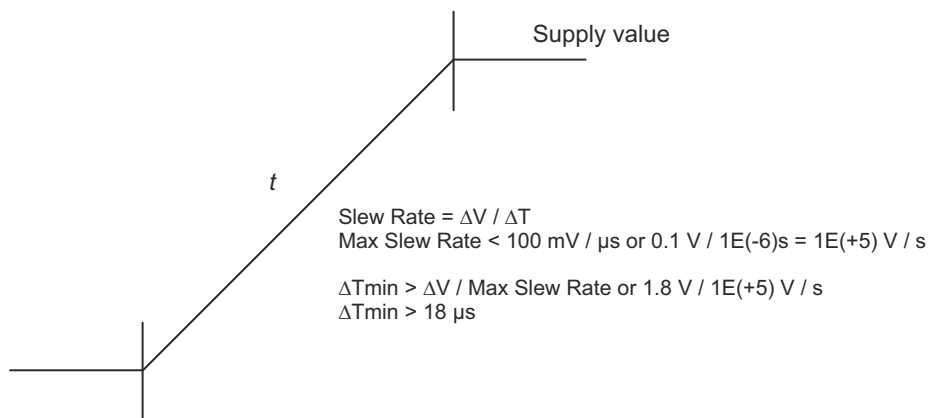 Supply value
t
Slew Rate = ΔV / ΔT
Max Slew Rate < 100 mV / µs or 0.1 V / 1E(-6)s = 1E(+5) V / s
ΔTmin > ΔV / Max Slew Rate or 1.8 V / 1E(+5) V / s
ΔTmin > 18 µs